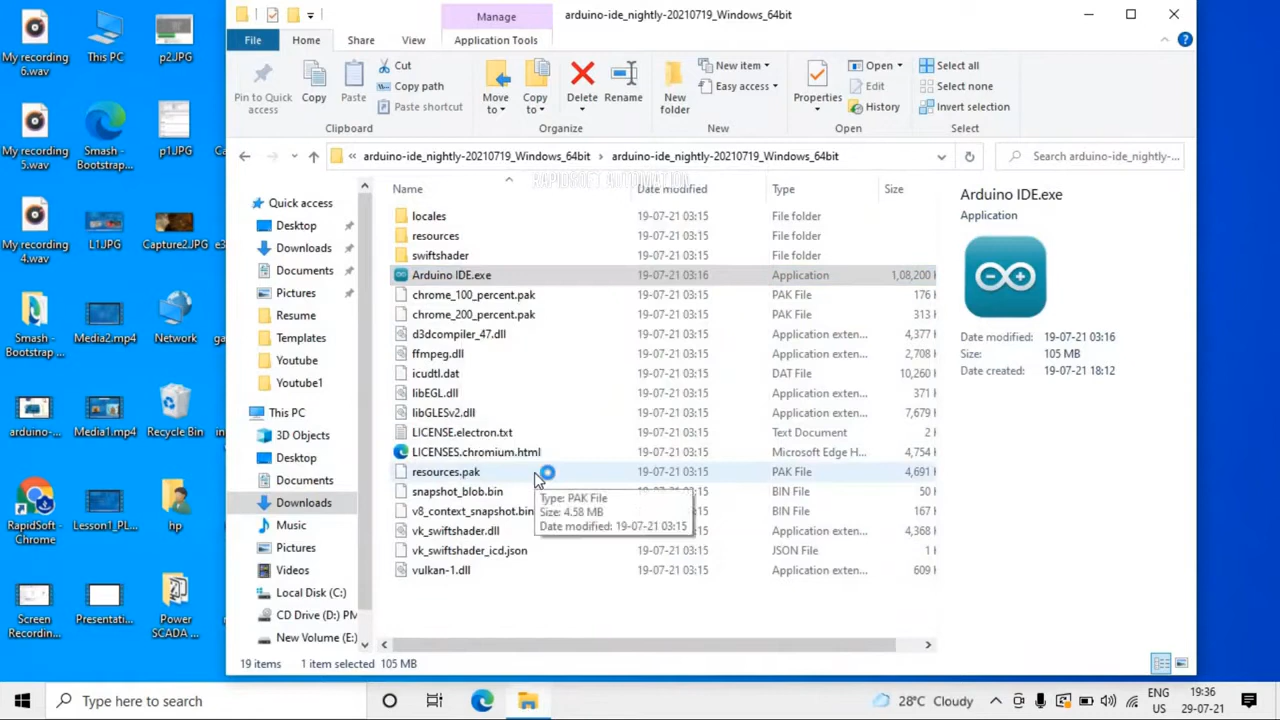 My recording 6.wav
This PC
p2.JPG
My recording 5.wav
Smash - Bootstrap...
p1.JPG
My recording 4.wav
L1.JPG
Capture2.JPG
Smash - Bootstrap ...
Media2.mp4
Network
arduino-...
Media1.mp4
Recycle Bin
RapidSoft - Chrome
Lesson1_PL...
hp
Screen Recordin...
Presentati...
Power SCADA ...
Manage
arduino-ide_nightly-20210719_Windows_64bit
File
Home
Share
View
Application Tools
Pin to Quick access
Copy
Paste
Cut
Copy path
Paste shortcut
Clipboard
Move to
Copy to
Delete
Rename
Organize
New folder
New item
Easy access
New
Properties
Open
Edit
History
Open
Select all
Select none
Invert selection
Select
« arduino-ide_nightly-20210719_Windows_64bit › arduino-ide_nightly-20210719_Windows_64bit
Search arduino-ide_nightly-...
RAPIDSOFT AUTOMATION
Quick access
Desktop
Downloads
Documents
Pictures
Resume
Templates
Youtube
Youtube1
This PC
3D Objects
Desktop
Documents
Downloads
Music
Pictures
Videos
Local Disk (C:)
CD Drive (D:) PM
New Volume (E:)
Name Date modified Type Size
locales 19-07-21 03:15 File folder
resources 19-07-21 03:15 File folder
swiftshader 19-07-21 03:15 File folder
Arduino IDE.exe 19-07-21 03:16 Application 1,08,200 K
chrome_100_percent.pak 19-07-21 03:15 PAK File 176 K
chrome_200_percent.pak 19-07-21 03:15 PAK File 313 K
d3dcompiler_47.dll 19-07-21 03:15 Application exten... 4,377 K
ffmpeg.dll 19-07-21 03:15 Application exten... 2,708 K
icudtl.dat 19-07-21 03:15 DAT File 10,260 K
libEGL.dll 19-07-21 03:15 Application exten... 371 K
libGLESv2.dll 19-07-21 03:15 Application exten... 7,679 K
LICENSE.electron.txt 19-07-21 03:15 Text Document 2 K
LICENSES.chromium.html 19-07-21 03:15 Microsoft Edge H... 4,759 K
resources.pak 19-07-21 03:15 PAK File 4,691 K
snapshot_blob.bin 19-07-21 03:15 BIN File 50 K
v8_context_snapshot.bin 19-07-21 03:15 BIN File 167 K
vk_swiftshader.dll 19-07-21 03:15 Application exten... 4,368 K
vk_swiftshader_icd.json 19-07-21 03:15 JSON File 1 K
vulkan-1.dll 19-07-21 03:15 Application exten... 609 K
Type: PAK File
Size: 4.58 MB
Date modified: 19-07-21 03:15
Arduino IDE.exe
Application
Date modified: 19-07-21 03:16
Size: 105 MB
Date created: 19-07-21 18:12
19 items 1 item selected 105 MB
Type here to search
28°C Cloudy
ENG US
19:36
29-07-21